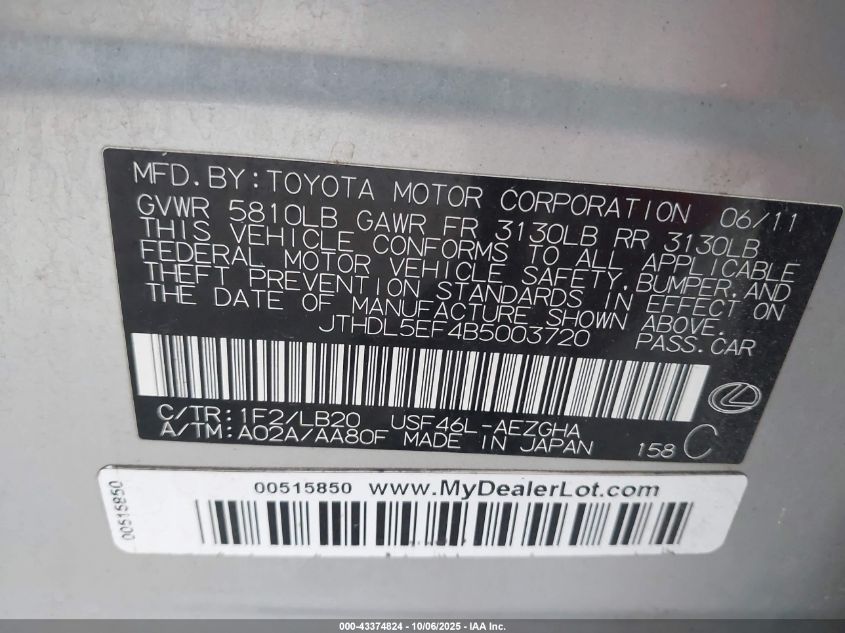 MFD.BY:TOYOTA MOTOR CORPORATION 06/11
GVWR 5810LB GAWR FR 3130LB RR 3130LB
THIS VEHICLE CONFORMS TO ALL APPLICABLE
FEDERAL MOTOR VEHICLE SAFETY,BUMPER,AND
THEFT PREVENTION STANDARDS IN EFFECT ON
THE DATE OF MANUFACTURE SHOWN ABOVE.
JTHDL5EF4B5003720 PASS.CAR
C/TR:1F2/LB20 USF46L-AEZGHA
A/TM:A02A/AA80F MADE IN JAPAN 158 C
00515850 www.MyDealerLot.com
00515850
000-43374824 | 10/06/2025 - IAA Inc.